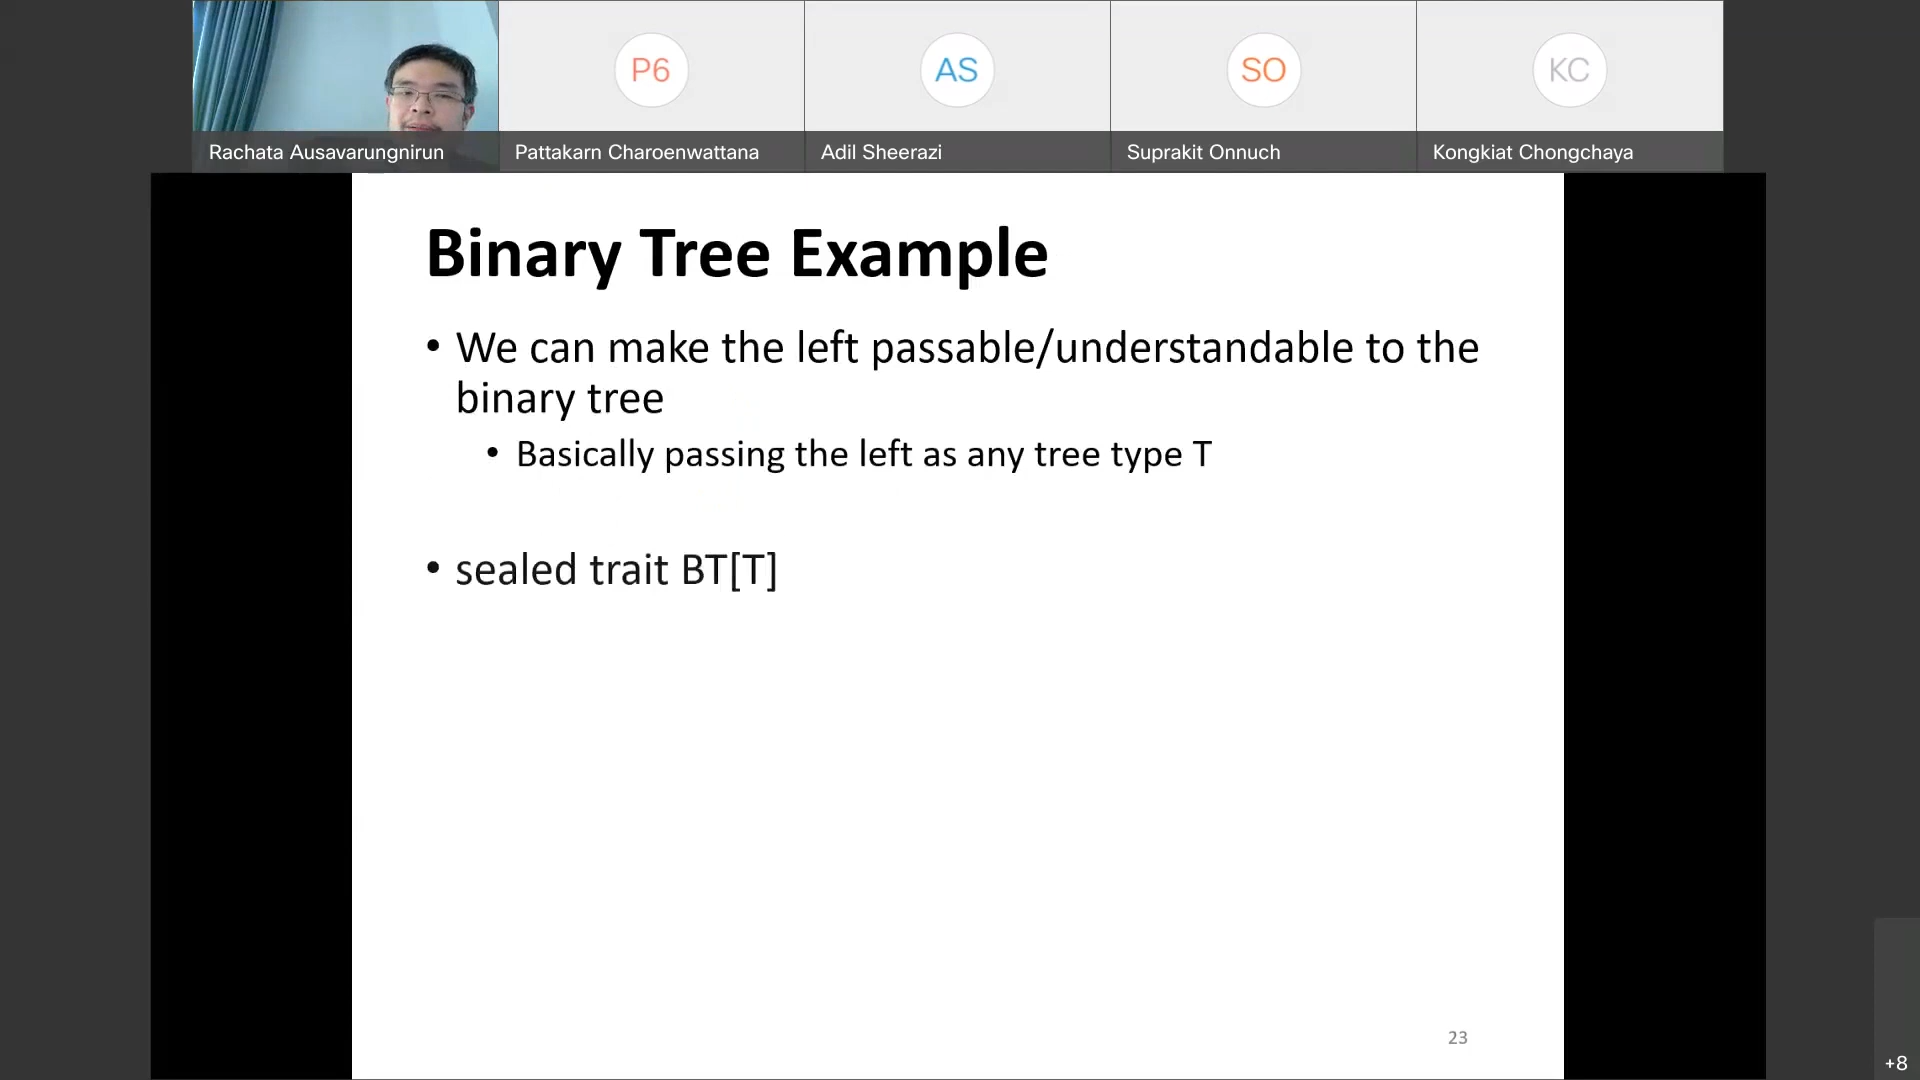 P6
AS
SO
KC
Rachata Ausavarungnirun
Pattakarn Charoenwattana
Adil Sheerazi
Suprakit Onnuch
Kongkiat Chongchaya
Binary Tree Example
• We can make the left passable/understandable to the
binary tree
• Basically passing the left as any tree type T
• sealed trait BT[T]
23
+8